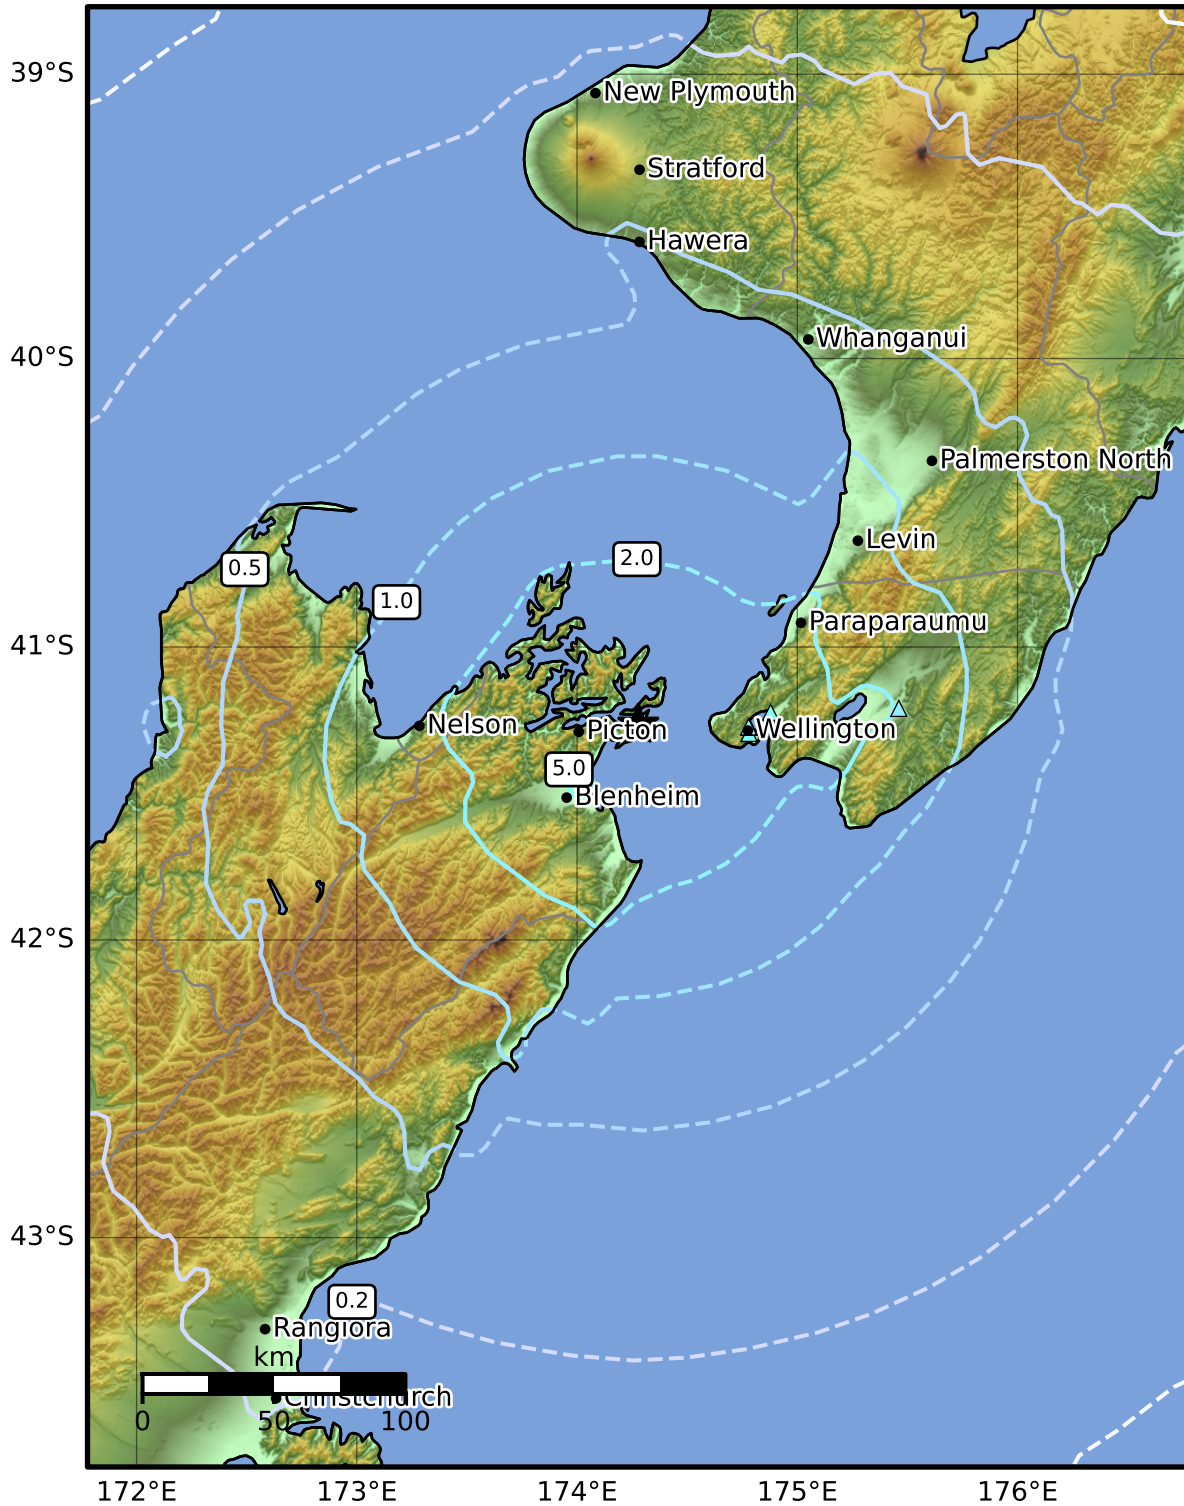 39°S
New Plymouth
Stratford
Hawera
Whanganui
40°S
Palmerston North
Levin
2.0
0.5
1.0
Paraparaumu
41°S
Nelson
Picton
Wellington
5.0
Blenheim
42°S
43°S
0.2
Rangiora
km
Christchurch
0 50 100
172°E 173°E 174°E 175°E 176°E